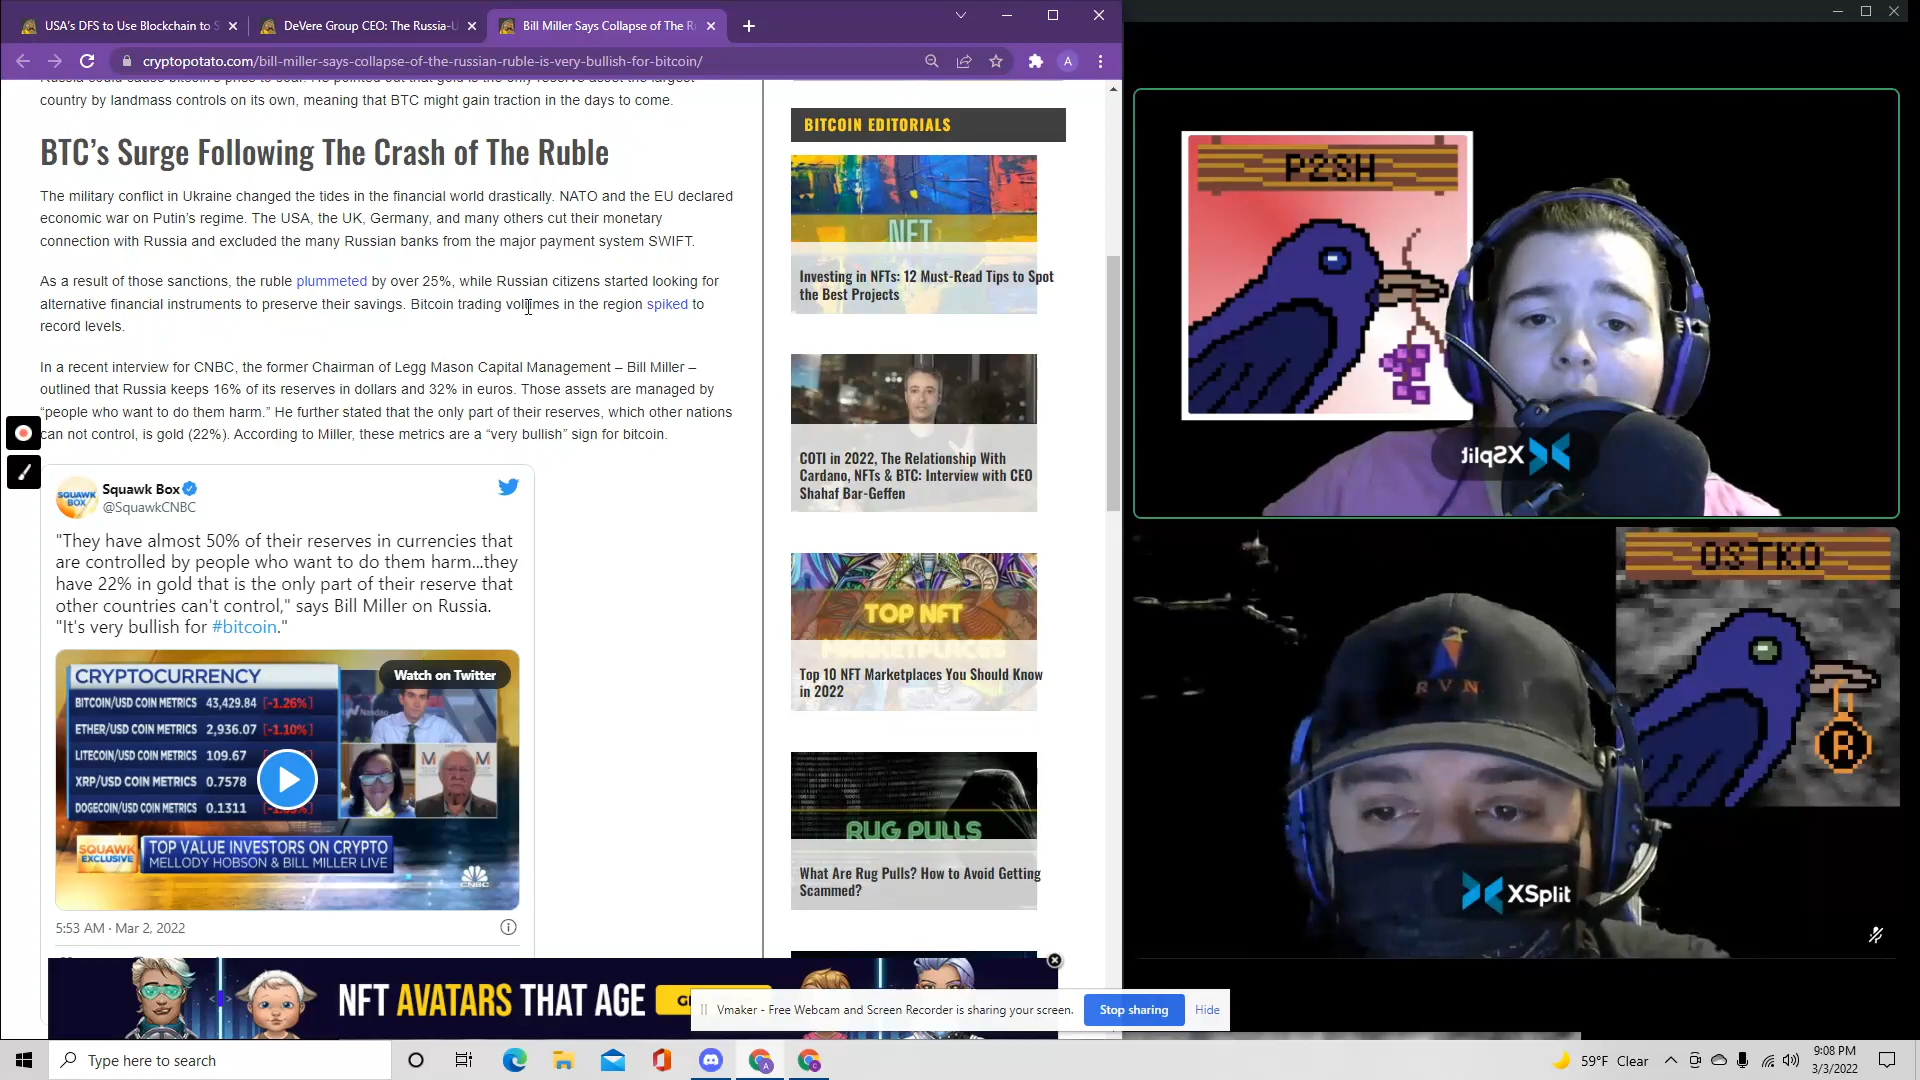 USA's DFS to Use Blockchain to S
DeVere Group CEO: The Russia-U
Bill Miller Says Collapse of The R
cryptopotato.com/bill-miller-says-collapse-of-the-russian-ruble-is-very-bullish-for-bitcoin/
A
country by landmass controls on its own, meaning that BTC might gain traction in the days to come.
BTC's Surge Following The Crash of The Ruble
The military conflict in Ukraine changed the tides in the financial world drastically. NATO and the EU declared
economic war on Putin's regime. The USA, the UK, Germany, and many others cut their monetary
connection with Russia and excluded the many Russian banks from the major payment system SWIFT.
As a result of those sanctions, the ruble plummeted by over 25%, while Russian citizens started looking for
alternative financial instruments to preserve their savings. Bitcoin trading volumes in the region spiked to
record levels.
In a recent interview for CNBC, the former Chairman of Legg Mason Capital Management – Bill Miller –
outlined that Russia keeps 16% of its reserves in dollars and 32% in euros. Those assets are managed by
"people who want to do them harm." He further stated that the only part of their reserves, which other nations
can not control, is gold (22%). According to Miller, these metrics are a "very bullish" sign for bitcoin.
SQUAWK BOX
Squawk Box
@SquawkCNBC
"They have almost 50% of their reserves in currencies that
are controlled by people who want to do them harm...they
have 22% in gold that is the only part of their reserve that
other countries can't control," says Bill Miller on Russia.
"It's very bullish for #bitcoin."
Watch on Twitter
CRYPTOCURRENCY
BITCOIN/USD COIN METRICS 43,429.84 [-1.26%]
ETHER/USD COIN METRICS 2,936.07 [-1.10%]
LITECOIN/USD COIN METRICS 109.67
XRP/USD COIN METRICS 0.7578
DOGECOIN/USD COIN METRICS 0.1311
Nasdaq
SQUAWK EXCLUSIVE
TOP VALUE INVESTORS ON CRYPTO
MELLODY HOBSON & BILL MILLER LIVE
CNBC
5:53 AM · Mar 2, 2022
BITCOIN EDITORIALS
NFT
Investing in NFTs: 12 Must-Read Tips to Spot
the Best Projects
COTI in 2022, The Relationship With
Cardano, NFTs & BTC: Interview with CEO
Shahaf Bar-Geffen
TOP NFT
MARKETPLACES
Top 10 NFT Marketplaces You Should Know
in 2022
RUG PULLS
What Are Rug Pulls? How to Avoid Getting
Scammed?
NFT AVATARS THAT AGE
Vmaker - Free Webcam and Screen Recorder is sharing your screen.
Stop sharing
Hide
P2SH
XSplit
OSTKO
RVN
R
XSplit
Type here to search
59°F Clear
9:08 PM
3/3/2022